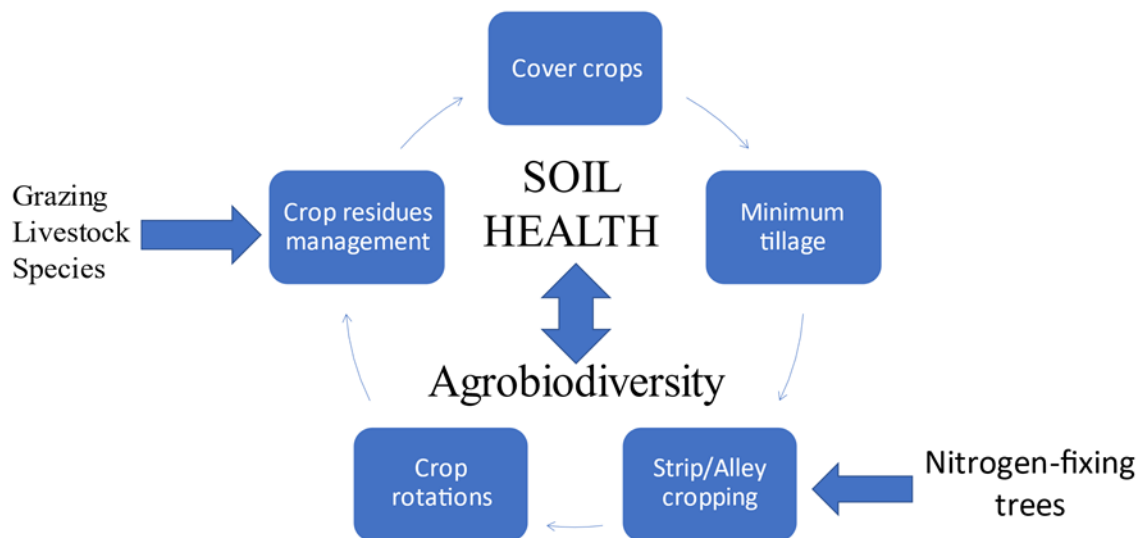 Cover crops
SOIL
HEALTH
Grazing
Livestock
Species
Crop residues
management
Minimum
tillage
Agrobiodiversity
Crop
rotations
Strip/Alley
cropping
Nitrogen-fixing
trees